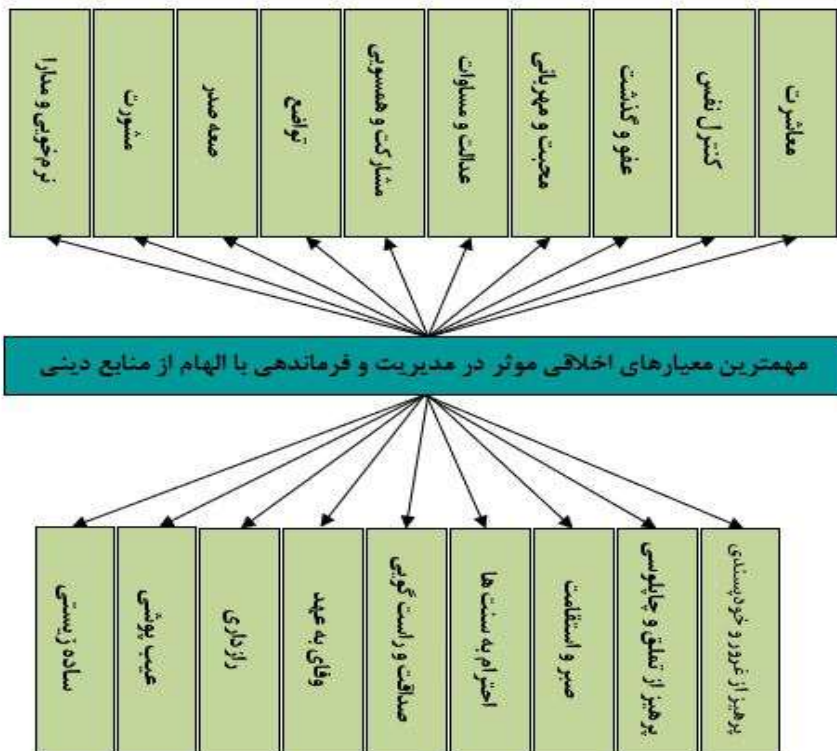 معاشرت
کنترل نفس
عفو و گذشت
محبت و مهربانی
عدالت و مساوات
مشارکت و همسویی
تواضع
صعه صدر
مشورت
نرم‌خویی و مدارا
مهمترین معیارهای اخلاقی موثر در مدیریت و فرماندهی با الهام از منابع دینی
پرهیز از غرور و خودپسندی
پرهیز از تملق و چاپلوسی
صبر و استقامت
احترام به سنت ها
صداقت و راست گویی
وفای به عهد
رازداری
عیب پوشی
ساده زیستی